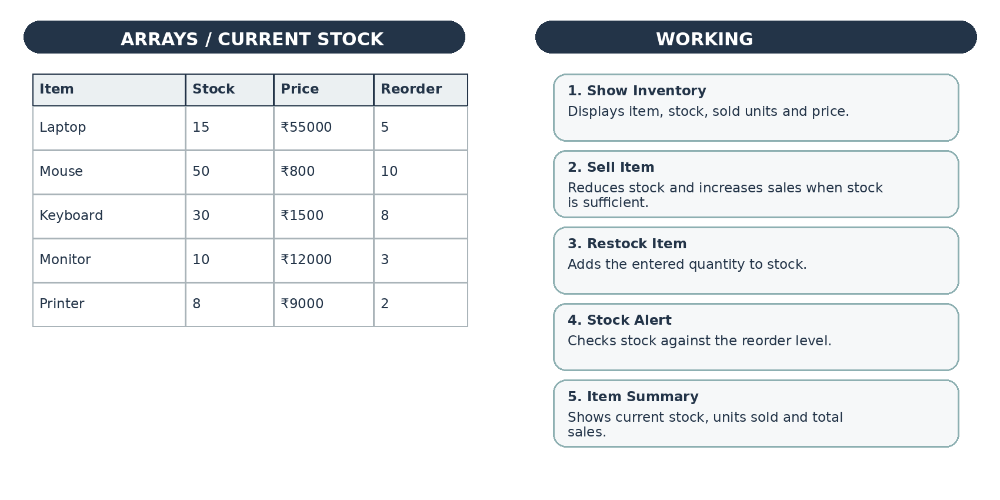 ARRAYS / CURRENT STOCK
Item Stock Price Reorder
Laptop 15 ₹55000 5
Mouse 50 ₹800 10
Keyboard 30 ₹1500 8
Monitor 10 ₹12000 3
Printer 8 ₹9000 2
WORKING
1. Show Inventory
Displays item, stock, sold units and price.
2. Sell Item
Reduces stock and increases sales when stock
is sufficient.
3. Restock Item
Adds the entered quantity to stock.
4. Stock Alert
Checks stock against the reorder level.
5. Item Summary
Shows current stock, units sold and total
sales.